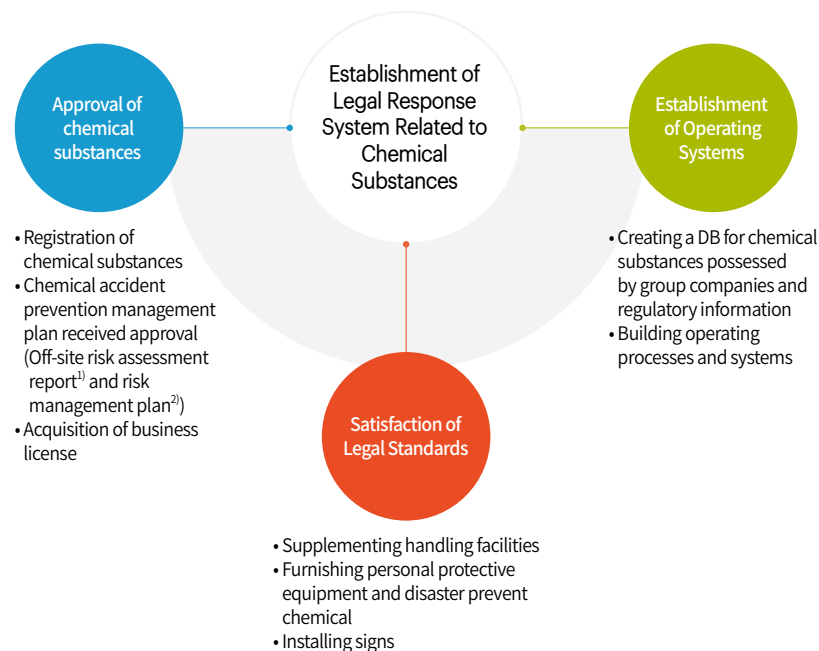 Establishment of
Legal Response
System Related to
Chemical
Substances
Approval of
chemical
substances
• Registration of
chemical substances
• Chemical accident
prevention management
plan received approval
(Off-site risk assessment
report1) and risk
management plan2))
• Acquisition of business
license
Establishment
of Operating
Systems
• Creating a DB for chemical
substances possessed
by group companies and
regulatory information
• Building operating
processes and systems
Satisfaction of
Legal Standards
• Supplementing handling facilities
• Furnishing personal protective
equipment and disaster prevent
chemical
• Installing signs